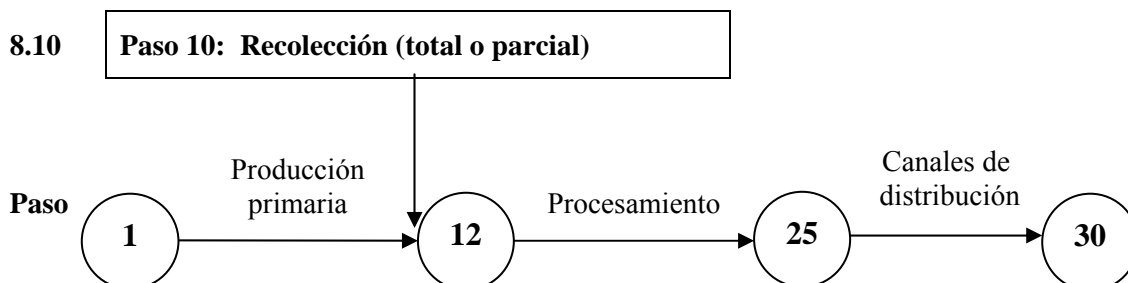 8.10 Paso 10: Recolección (total o parcial)
Producción
primaria
Canales de
distribución
Procesamiento
Paso 1 12 25 30